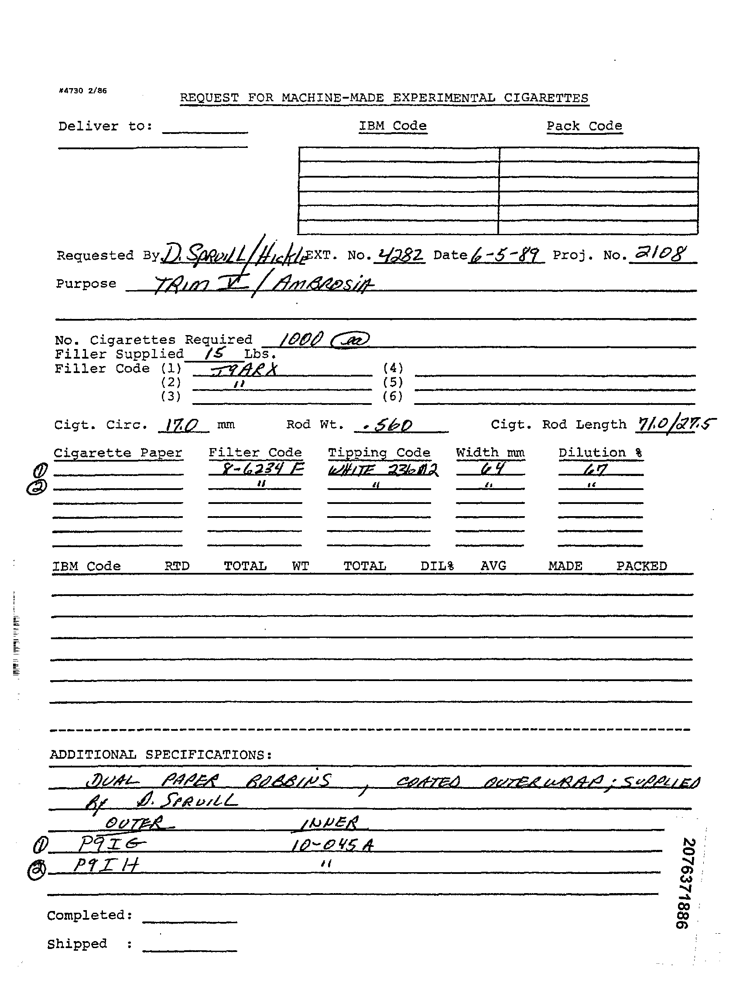 #4730 2/86
REQUEST FOR MACHINE-MADE EXPERIMENTAL CIGARETTES
Deliver to: IBM Code Pack Code
Requested By D. SPRUILL/Hickle EXT. No. 4282 Date 6-5-89 Proj. No. 2108
Purpose TRIM V / AMBROSIA
No. Cigarettes Required 1000 ea
Filler Supplied 15 Lbs.
Filler Code (1) T9ARX (4)
(2) " (5)
(3) (6)
Cigt. Circ. 17.0 mm Rod Wt. .560 Cigt. Rod Length 71.0/27.5
Cigarette Paper Filter Code Tipping Code Width mm Dilution %
① 8-6234 E WHITE 64 67
② " " " "
IBM Code RTD TOTAL WT TOTAL DIL% AVG MADE PACKED
ADDITIONAL SPECIFICATIONS:
DUAL PAPER BOBBINS, COATED OUTERWRAP; SUPPLIED
By D. SPRUILL
OUTER INNER
① P9IG 10-045A
② P9IH "
Completed:
Shipped :
2076371886